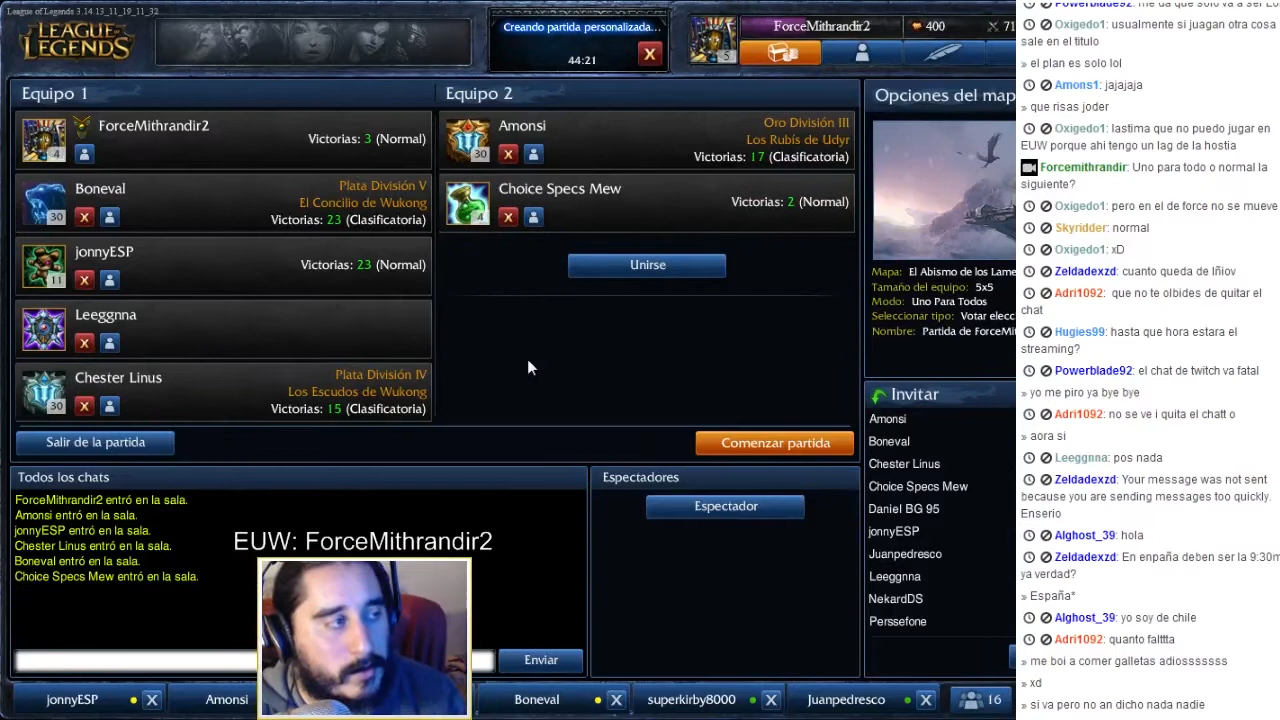 League of Legends 3.14.13_11_19_11_32
LEAGUE OF
LEGENDS
Creando partida personalizada...
44:21
X
5
ForceMithrandir2
400
71
Equipo 1
4
ForceMithrandir2
Victorias: 3 (Normal)
30
Boneval
X
Plata División V
El Concilio de Wukong
Victorias: 23 (Clasificatoria)
11
jonnyESP
X
Victorias: 23 (Normal)
Leeggnna
X
30
Chester Linus
X
Plata División IV
Los Escudos de Wukong
Victorias: 15 (Clasificatoria)
Equipo 2
30
Amonsi
X
Oro División III
Los Rubís de Udyr
Victorias: 17 (Clasificatoria)
4
Choice Specs Mew
X
Victorias: 2 (Normal)
Unirse
Salir de la partida
Comenzar partida
Opciones del map
Mapa: El Abismo de los Lame
Tamaño del equipo: 5x5
Modo: Uno Para Todos
Seleccionar tipo: Votar elecc
Nombre: Partida de ForceMit
Invitar
Amonsi
Boneval
Chester Linus
Choice Specs Mew
Daniel BG 95
jonnyESP
Juanpedresco
Leeggnna
NekardDS
Perssefone
Todos los chats
ForceMithrandir2 entró en la sala.
Amonsi entró en la sala.
jonnyESP entró en la sala.
Chester Linus entró en la sala.
Boneval entró en la sala.
Choice Specs Mew entró en la sala.
EUW: ForceMithrandir2
Enviar
Espectadores
Espectador
jonnyESP X
Amonsi
Boneval X
superkirby8000 X
Juanpedresco X
16
Oxigedo1: usualmente si juagan otra cosa
sale en el titulo
» el plan es solo lol
Amons1: jajajaja
» que risas joder
Oxigedo1: lastima que no puedo jugar en
EUW porque ahi tengo un lag de la hostia
Forcemithrandir: Uno para todo o normal la
siguiente?
Oxigedo1: pero en el de force no se mueve
Skyridder: normal
Oxigedo1: xD
Zeldadexzd: cuanto queda de lñiov
Adri1092: que no te olbides de quitar el
chat
Hugies99: hasta que hora estara el
streaming?
Powerblade92: el chat de twitch va fatal
» yo me piro ya bye bye
Adri1092: no se ve i quita el chatt o
» aora si
Leeggnna: pos nada
Zeldadexzd: Your message was not sent
because you are sending messages too quickly.
Enserio
Alghost_39: hola
Zeldadexzd: En enpaña deben ser la 9:30m
ya verdad?
» España*
Alghost_39: yo soy de chile
Adri1092: quanto falttta
» me boi a comer galletas adiosssssss
» xd
» si va pero no an dicho nada nadie